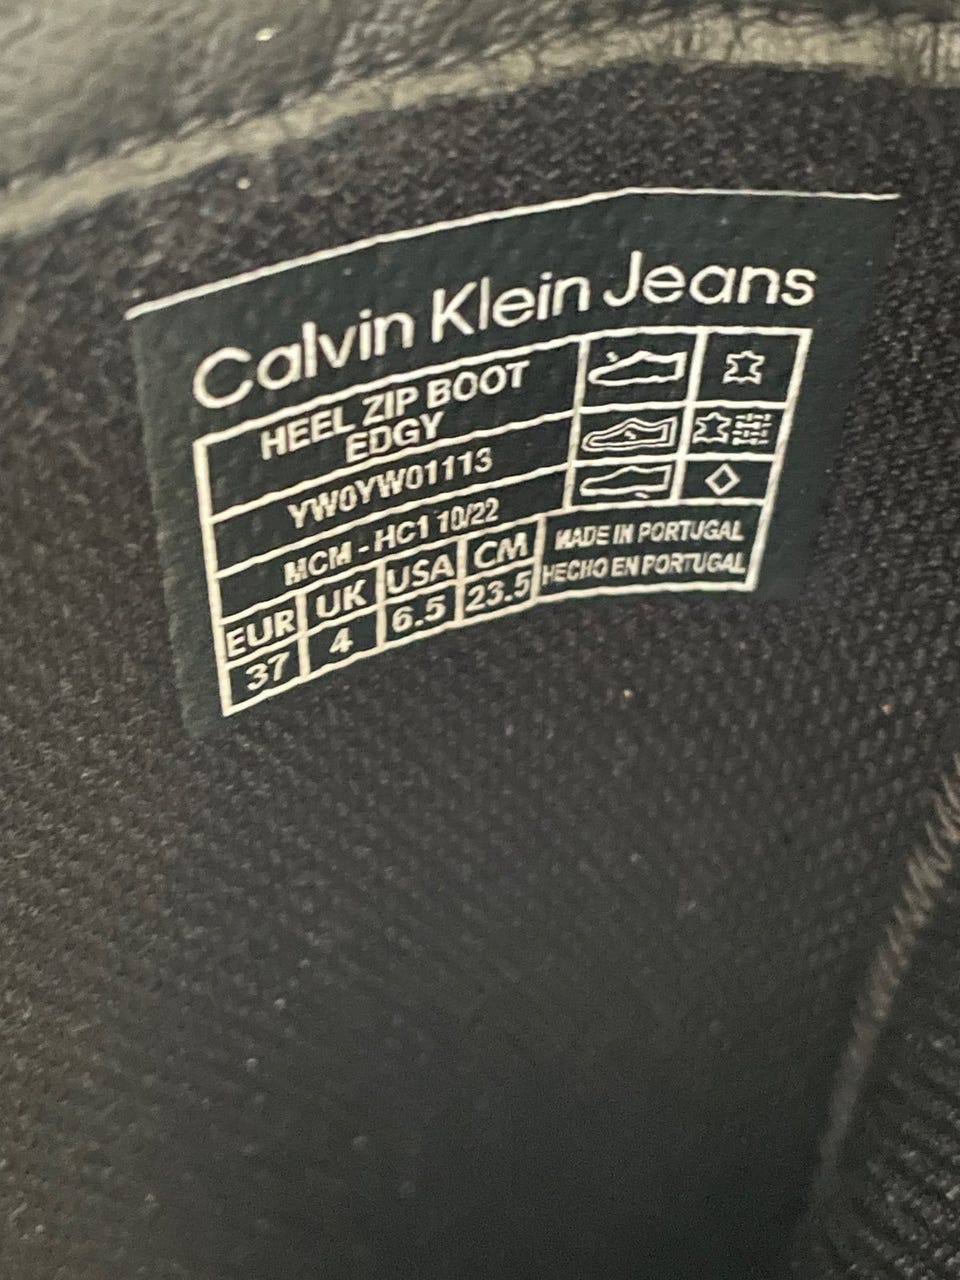 Calvin Klein Jeans
HEEL ZIP BOOT
EDGY
YW0YW01113
MCM - HC1 10/22
EUR UK USA CM
37 4 6.5 23.5
MADE IN PORTUGAL
HECHO EN PORTUGAL